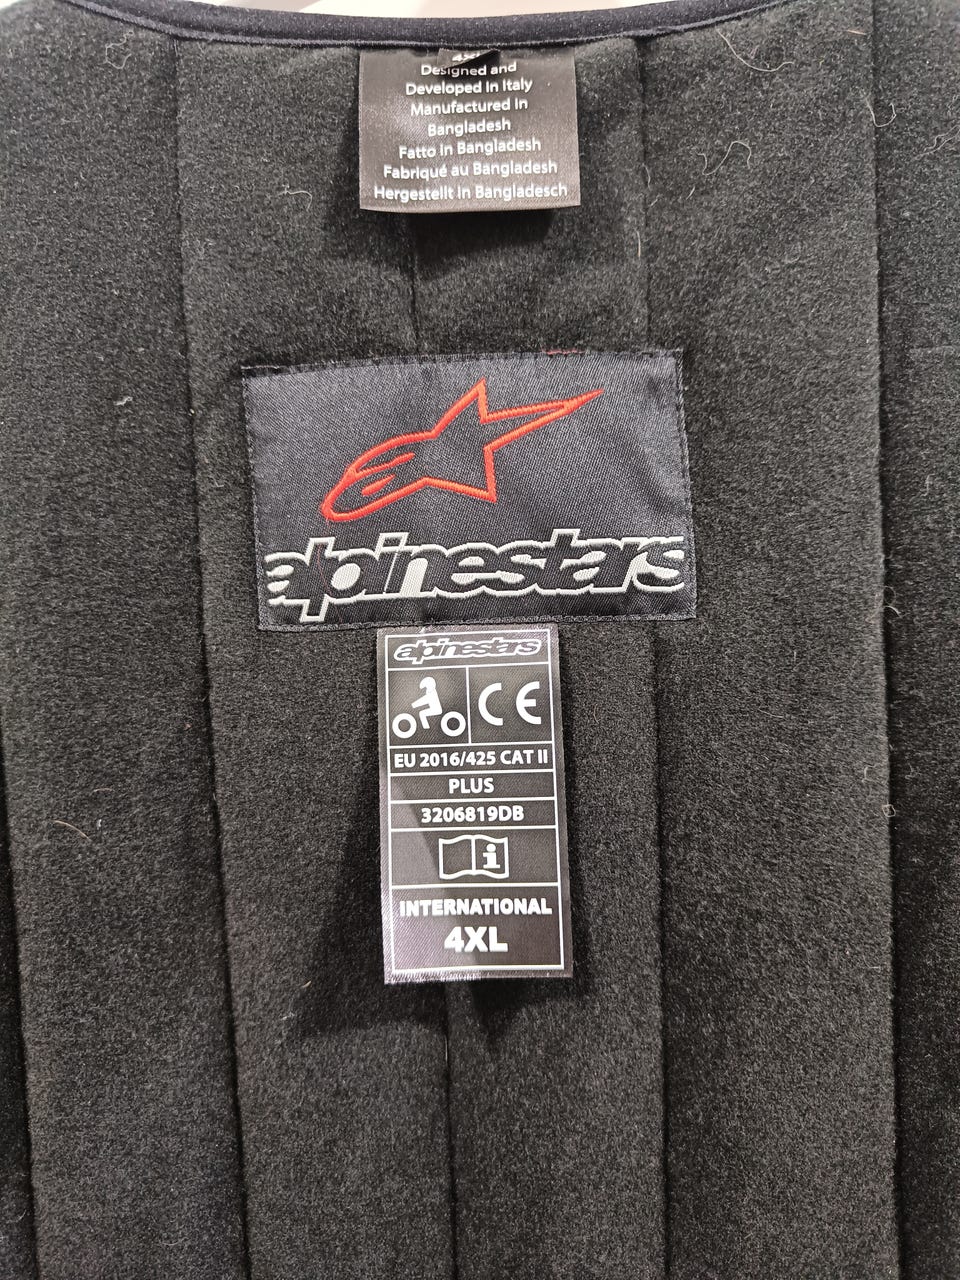 4XL
Designed and
Developed in Italy
Manufactured in
Bangladesh
Fatto in Bangladesh
Fabriqué au Bangladesh
Hergestellt in Bangladesch
alpinestars
alpinestars
CE
EU 2016/425 CAT II
PLUS
3206819DB
i
INTERNATIONAL
4XL